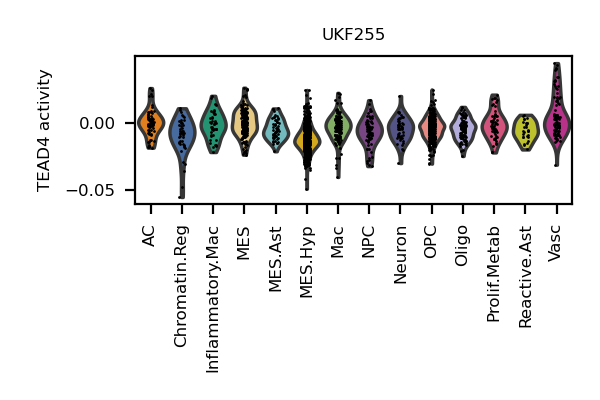 UKF255
TEAD4 activity
0.00
−0.05
AC
Chromatin.Reg
Inflammatory.Mac
MES
MES.Ast
MES.Hyp
Mac
NPC
Neuron
OPC
Oligo
Prolif.Metab
Reactive.Ast
Vasc